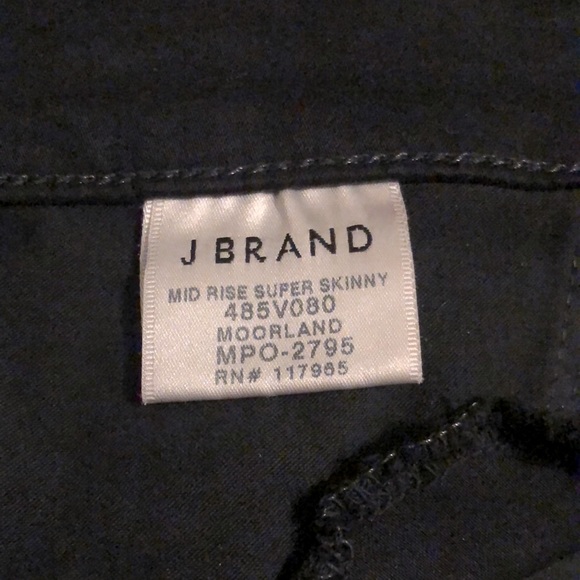 J BRAND
MID RISE SUPER SKINNY
485V080
MOORLAND
MPO-2795
RN# 117965